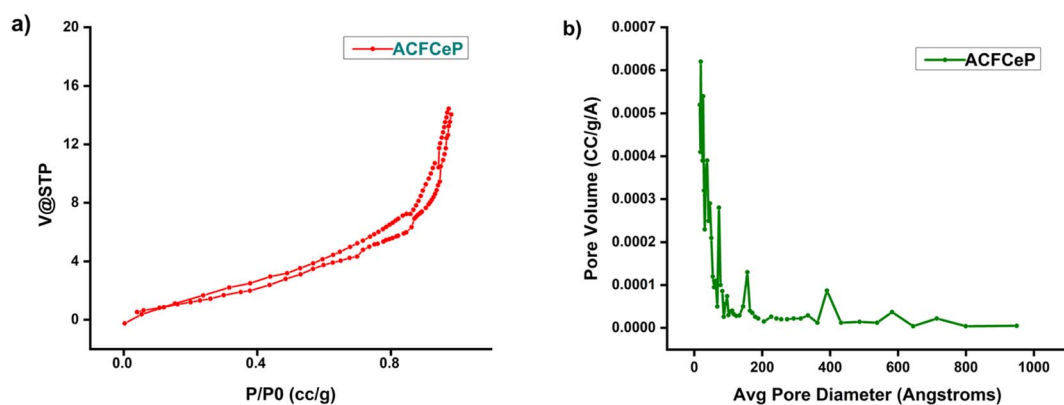 a)
ACFCeP
V@STP
20
16
12
8
4
0
0.0
0.4
0.8
P/P0 (cc/g)
b)
ACFCeP
Pore Volume (CC/g/A)
0.0007
0.0006
0.0005
0.0004
0.0003
0.0002
0.0001
0.0000
0
200
400
600
800
1000
Avg Pore Diameter (Angstroms)